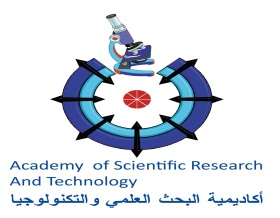 Academy of Scientific Research
And Technology
أكاديمية البحث العلمي والتكنولوجيا